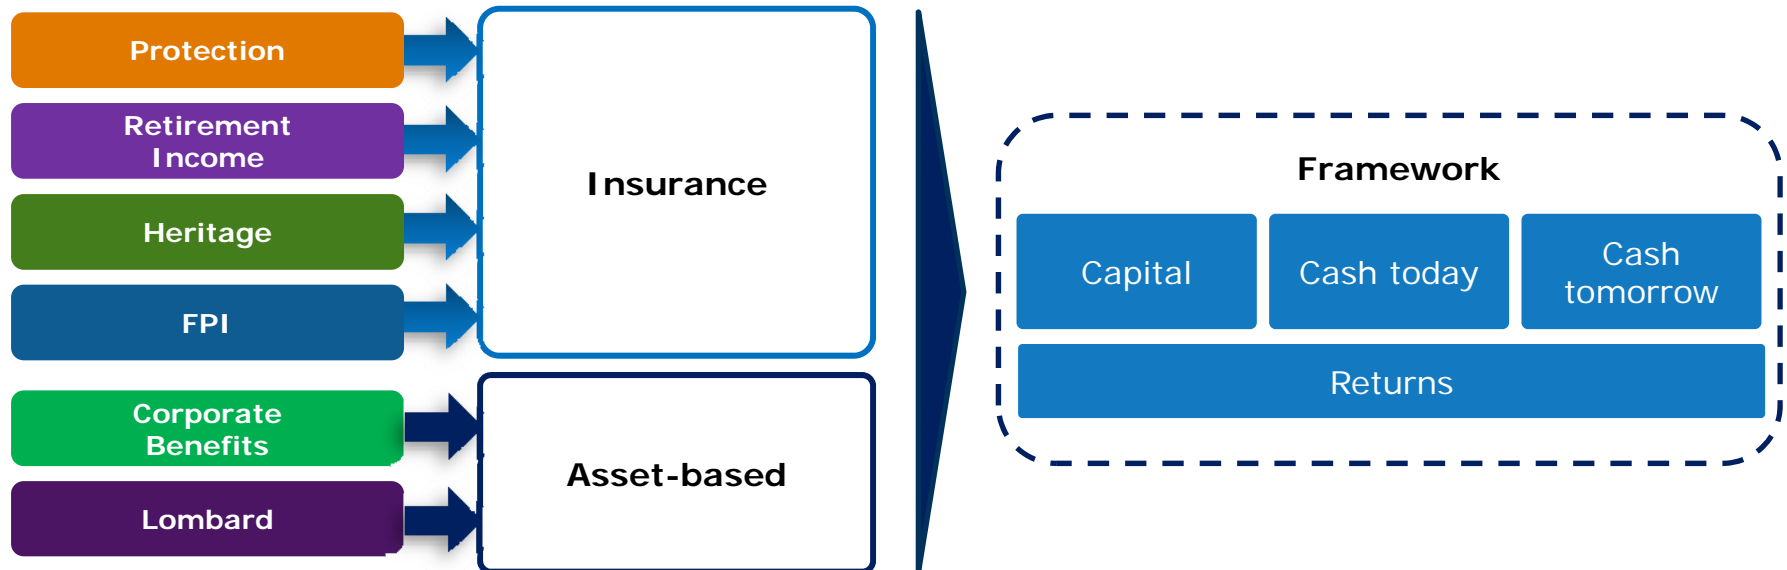 Protection
Retirement
Income
Heritage
FPI
Corporate
Benefits
Lombard
Insurance
Asset-based
Framework
Capital
Cash today
Cash
tomorrow
Returns